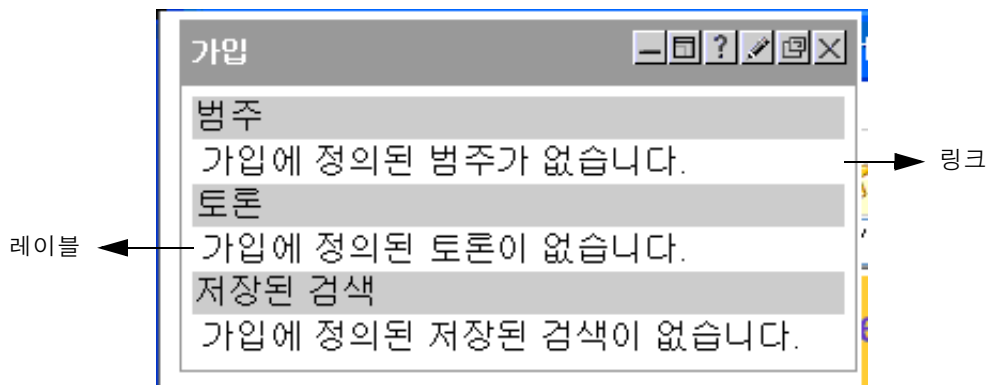 가입
범주
가입에 정의된 범주가 없습니다.
링크
토론
레이블
가입에 정의된 토론이 없습니다.
저장된 검색
가입에 정의된 저장된 검색이 없습니다.